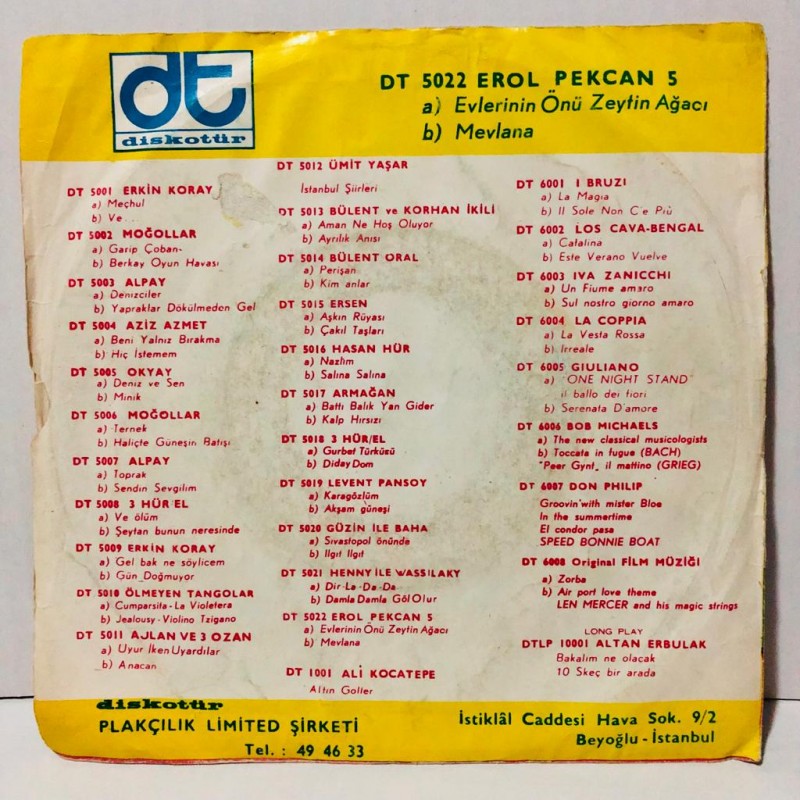 dt
diskotür
DT 5022 EROL PEKCAN 5
a) Evlerinin Önü Zeytin Ağacı
b) Mevlana
DT 5001 ERKİN KORAY
a) Meçhul
b) Ve..
DT 5002 MOĞOLLAR
a) Garip Çoban-
b) Berkay Oyun Havası
DT 5003 ALPAY
a) Denizciler
b) Yapraklar Dökülmeden Gel
DT 5004 AZİZ AZMET
a) Beni Yalnız Bırakma
b) Hiç İstemem
DT 5005 OKYAY
a) Deniz ve Sen
b) Minik
DT 5006 MOĞOLLAR
a) Ternek
b) Haliçte Güneşin Batışı
DT 5007 ALPAY
a) Toprak
b) Sendin Sevgilim
DT 5008 3 HÜR EL
a) Ve ölüm
b) Şeytan bunun neresinde
DT 5009 ERKİN KORAY
a) Gel bak ne söylicem
b) Gün Doğmuyor
DT 5010 ÖLMEYEN TANGOLAR
a) Cumparsita - La Violetera
b) Jealousy - Violino Tzigano
DT 5011 AJLAN VE 3 OZAN
a) Uyur İken Uyardılar
b) Anacan
DT 5012 ÜMİT YAŞAR
İstanbul Şiirleri
DT 5013 BÜLENT ve KORHAN İKİLİ
a) Aman Ne Hoş Oluyor
b) Ayrılık Anısı
DT 5014 BÜLENT ORAL
a) Perişan
b) Kim anlar
DT 5015 ERSEN
a) Aşkın Rüyası
b) Çakıl Taşları
DT 5016 HASAN HÜR
a) Nazlım
b) Salına Salına
DT 5017 ARMAĞAN
a) Battı Balık Yan Gider
b) Kalp Hırsızı
DT 5018 3 HÜR/EL
a) Gurbet Türküsü
b) Diday Dom
DT 5019 LEVENT PANSOY
a) Karagözlüm
b) Akşam güneşi
DT 5020 GÜZİN İLE BAHA
a) Sıvastopol önünde
b) Ilgıt Ilgıt
DT 5021 HENNY İLE WASSILAKY
a) Dir-La-Da-Da
b) Damla Damla Göl Olur
DT 5022 EROL PEKCAN 5
a) Evlerinin Önü Zeytin Ağacı
b) Mevlana
DT 1001 ALİ KOCATEPE
Altın Goller
DT 6001 I BRUZI
a) La Magia
b) Il Sole Non C'e Più
DT 6002 LOS CAVA-BENGAL
a) Catalina
b) Este Verano Vuelve
DT 6003 IVA ZANICCHI
a) Un Fiume amaro
b) Sul nostro giorno amaro
DT 6004 LA COPPIA
a) La Vesta Rossa
b) Irreale
DT 6005 GIULIANO
a) "ONE NIGHT STAND"
il ballo dei fiori
b) Serenata D'amore
DT 6006 BOB MICHAELS
a) The new classical musicologists
b) Toccata in fugue (BACH)
"Peer Gynt„ il mattino (GRIEG)
DT 6007 DON PHILIP
Groovin' with mister Bloe
In the summertime
El condor pasa
SPEED BONNIE BOAT
DT 6008 Original FİLM MÜZİĞİ
a) Zorba
b) Air port love theme
LEN MERCER and his magic strings
LONG PLAY
DTLP 10001 ALTAN ERBULAK
Bakalım ne olacak
10 Skeç bir arada
diskotür
PLAKÇILIK LİMİTED ŞİRKETİ
Tel. : 49 46 33
İstiklâl Caddesi Hava Sok. 9/2
Beyoğlu - İstanbul